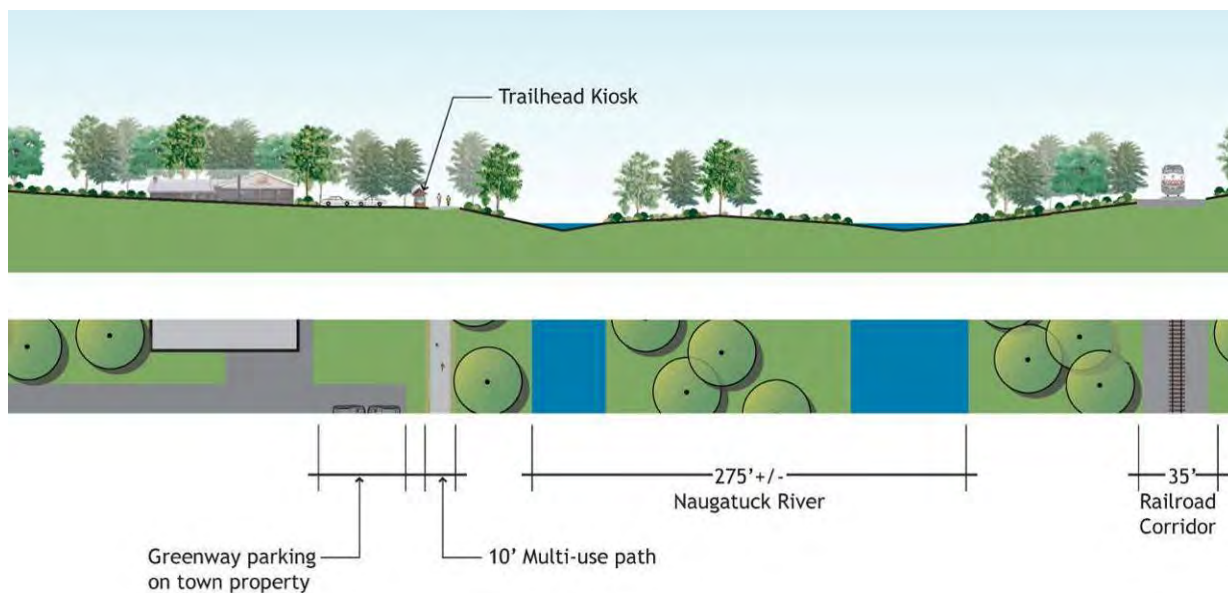 Trailhead Kiosk
275'+/-
Naugatuck River
35'
Railroad
Corridor
Greenway parking
on town property
10' Multi-use path